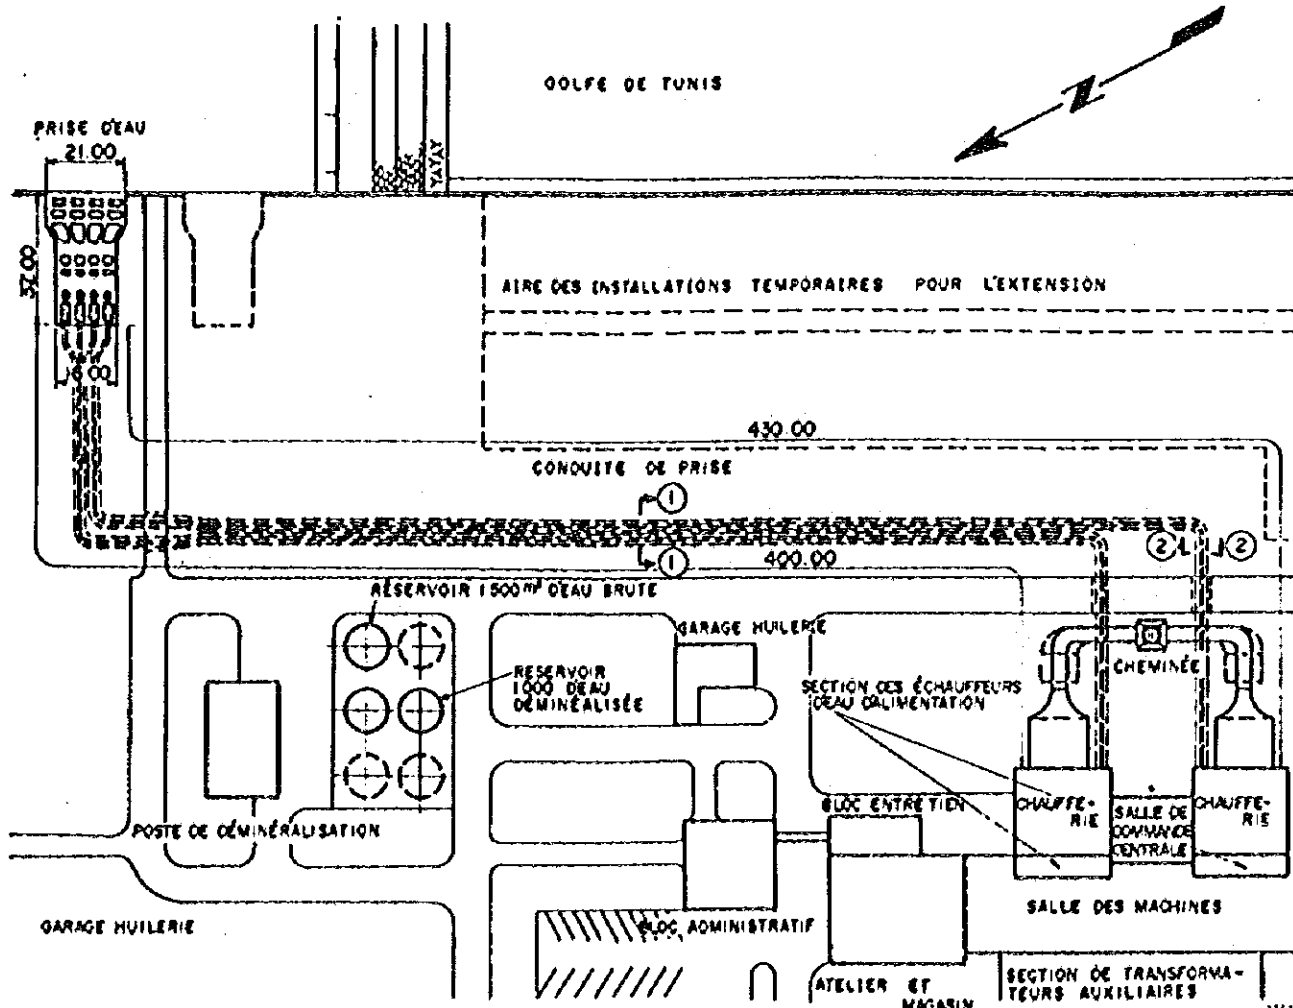 GOLFE DE TUNIS
N
PRISE D'EAU
21.00
YAYAY
37.00
AIRE DES INSTALLATIONS TEMPORAIRES POUR L'EXTENSION
430.00
CONDUITE DE PRISE
1
1
400.00
2
2
RÉSERVOIR 1500 m³ D'EAU BRUTE
GARAGE HUILERIE
RESERVOIR
1000 D'EAU
DÉMINÉALISÉE
CHEMINÉE
SECTION DES ÉCHAUFFEURS
D'EAU D'ALIMENTATION
BLOC ENTRETIEN
CHAUFFE-
RIE
SALLE DE
COMMANDE
CENTRALE
CHAUFFE-
RIE
POSTE DE DÉMINÉRALISATION
GARAGE HUILERIE
BLOC ADMINISTRATIF
SALLE DES MACHINES
ATELIER ET
MAGASIN
SECTION DE TRANSFORMA-
TEURS AUXILIAIRES